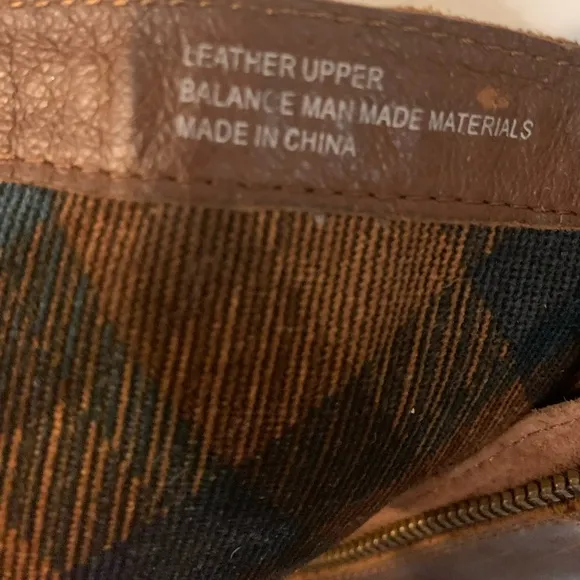 LEATHER UPPER
BALANCE MAN MADE MATERIALS
MADE IN CHINA